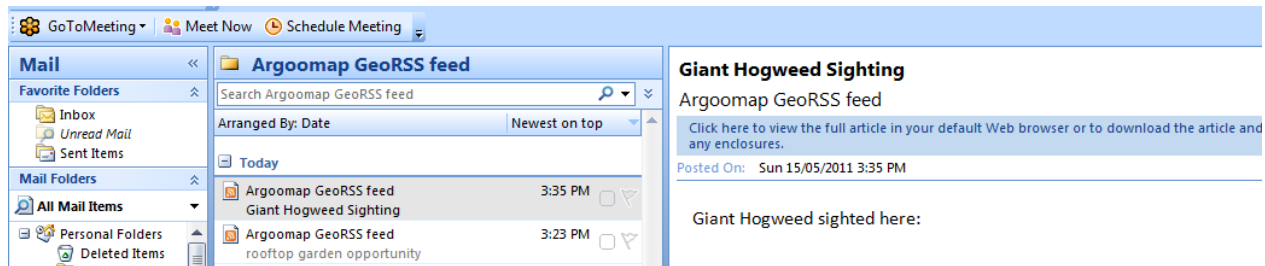 GoToMeeting Meet Now Schedule Meeting
Mail
Favorite Folders
Inbox
Unread Mail
Sent Items
Mail Folders
All Mail Items
Personal Folders
Deleted Items
Argoomap GeoRSS feed
Search Argoomap GeoRSS feed
Arranged By: Date Newest on top
Today
Argoomap GeoRSS feed 3:35 PM
Giant Hogweed Sighting
Argoomap GeoRSS feed 3:23 PM
rooftop garden opportunity
Giant Hogweed Sighting
Argoomap GeoRSS feed
Click here to view the full article in your default Web browser or to download the article and
any enclosures.
Posted On: Sun 15/05/2011 3:35 PM
Giant Hogweed sighted here: